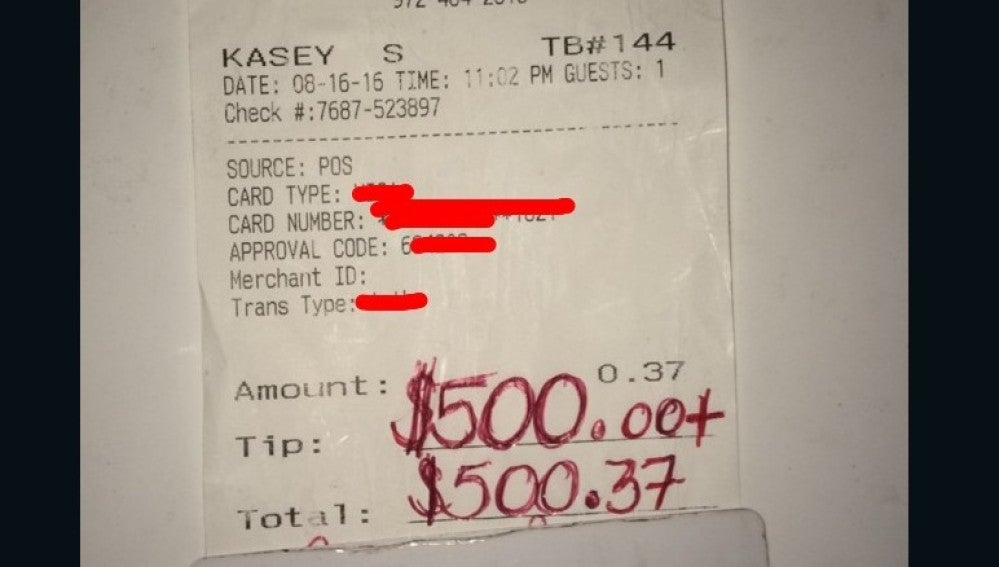 KASEY S TB#144
DATE: 08-16-16 TIME: 11:02 PM GUESTS: 1
Check #:7687-523897
SOURCE: POS
CARD TYPE:
CARD NUMBER:
APPROVAL CODE: 6
Merchant ID:
Trans Type:
Amount: 0.37
Tip: $500.00+
Total: $500.37